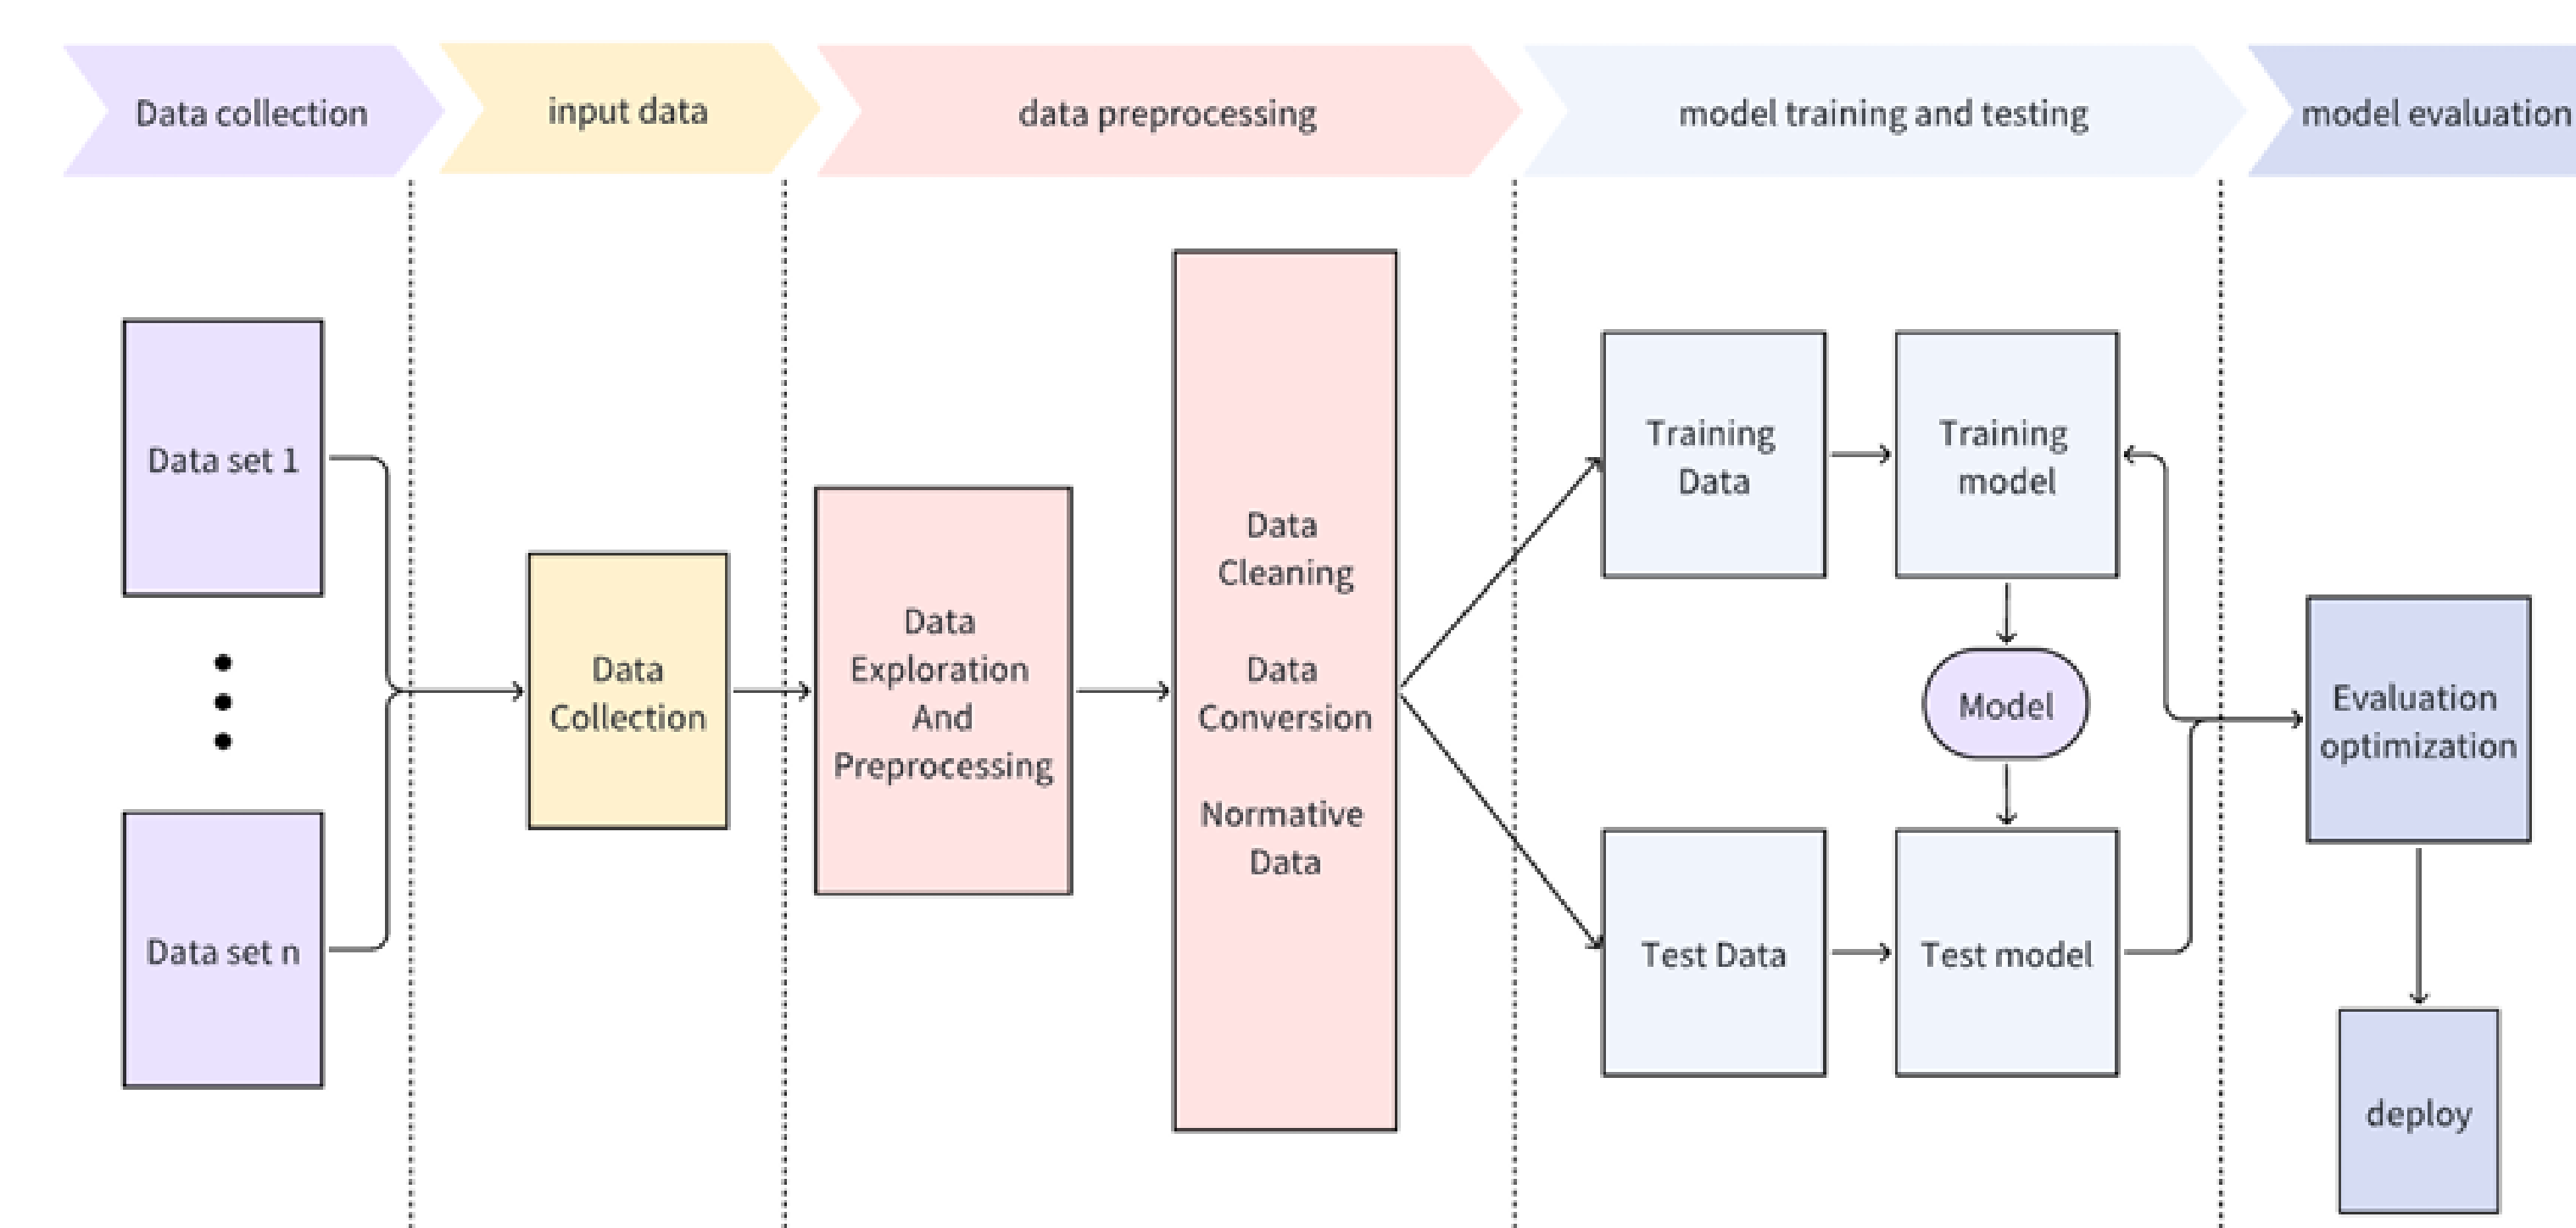 Data collection
input data
data preprocessing
model training and testing
model evaluation
Data set 1
Data set n
Data
Collection
Data
Exploration
And
Preprocessing
Data
Cleaning
Data
Conversion
Normative
Data
Training
Data
Training
model
Model
Test Data
Test model
Evaluation
optimization
deploy